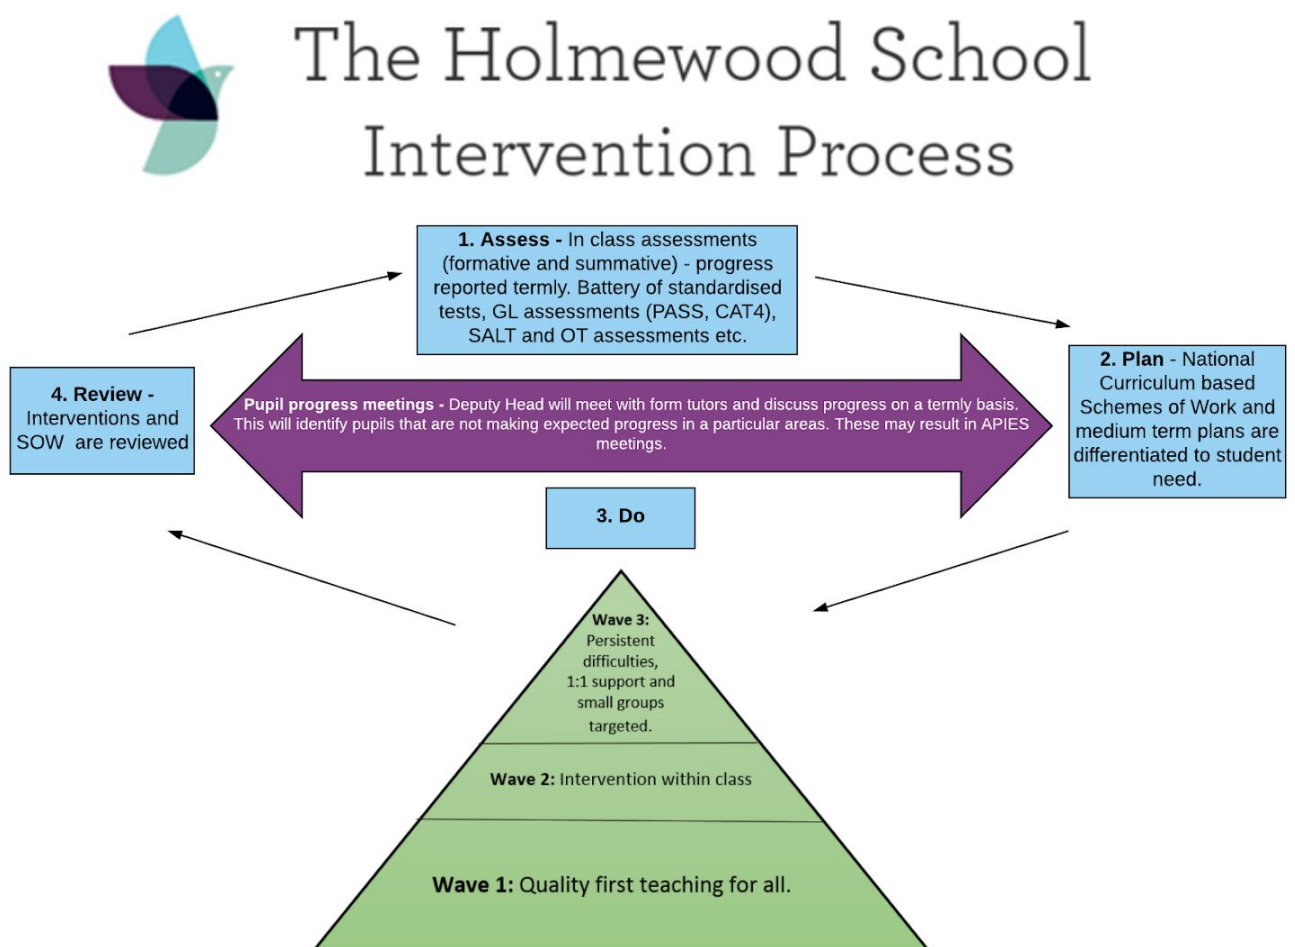 The Holmewood School
Intervention Process
1. Assess - In class assessments
(formative and summative) - progress
reported termly. Battery of standardised
tests, GL assessments (PASS, CAT4),
SALT and OT assessments etc.
2. Plan - National
Curriculum based
Schemes of Work and
medium term plans are
differentiated to student
need.
4. Review -
Interventions and
SOW are reviewed
Pupil progress meetings - Deputy Head will meet with form tutors and discuss progress on a termly basis.
This will identify pupils that are not making expected progress in a particular areas. These may result in APIES
meetings.
3. Do
Wave 3:
Persistent
difficulties,
1:1 support and
small groups
targeted.
Wave 2: Intervention within class
Wave 1: Quality first teaching for all.